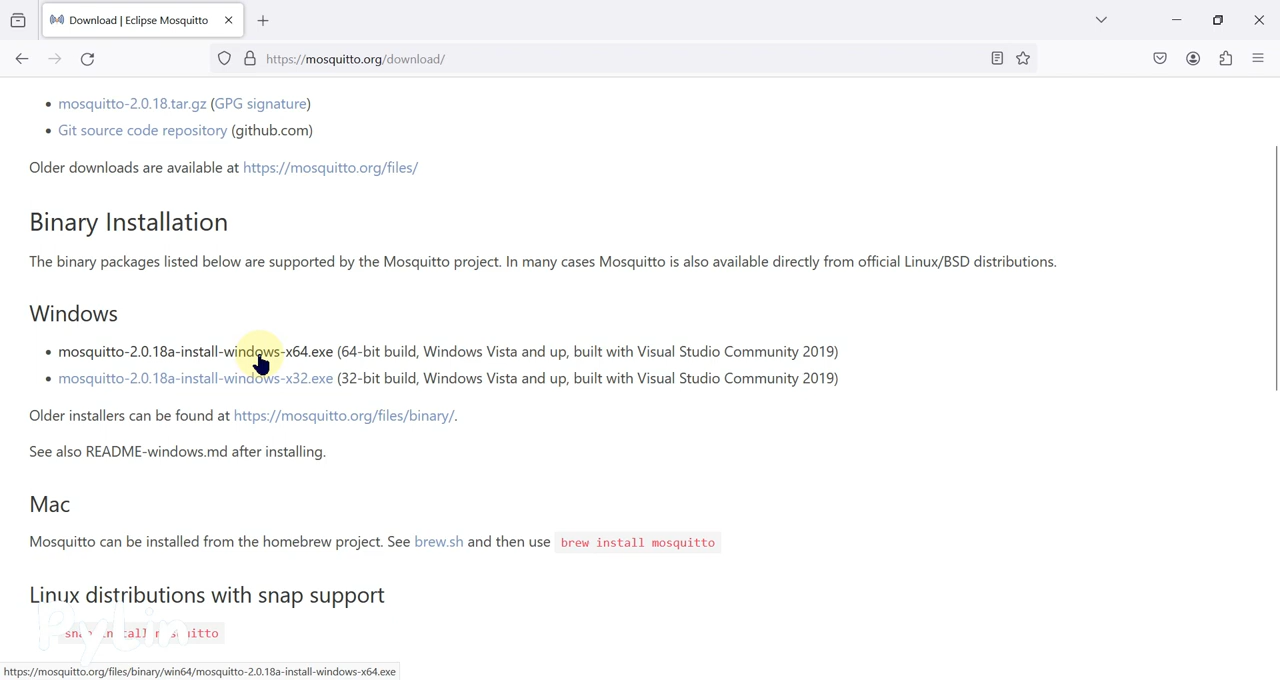 Download | Eclipse Mosquitto
https://mosquitto.org/download/
mosquitto-2.0.18.tar.gz (GPG signature)
Git source code repository (github.com)
Older downloads are available at https://mosquitto.org/files/
Binary Installation
The binary packages listed below are supported by the Mosquitto project. In many cases Mosquitto is also available directly from official Linux/BSD distributions.
Windows
mosquitto-2.0.18a-install-windows-x64.exe (64-bit build, Windows Vista and up, built with Visual Studio Community 2019)
mosquitto-2.0.18a-install-windows-x32.exe (32-bit build, Windows Vista and up, built with Visual Studio Community 2019)
Older installers can be found at https://mosquitto.org/files/binary/.
See also README-windows.md after installing.
Mac
Mosquitto can be installed from the homebrew project. See brew.sh and then use brew install mosquitto
Linux distributions with snap support
snap install mosquitto
PyLin
https://mosquitto.org/files/binary/win64/mosquitto-2.0.18a-install-windows-x64.exe